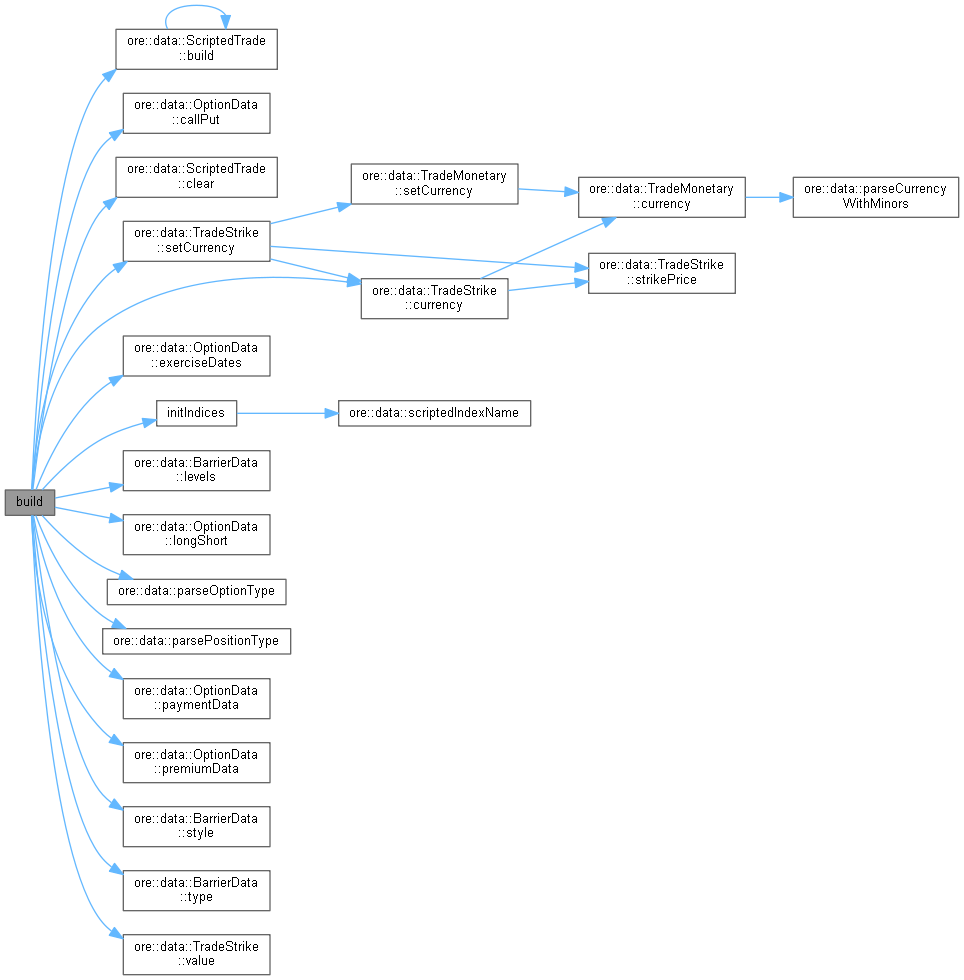 ore::data::ScriptedTrade
::build
ore::data::OptionData
::callPut
ore::data::ScriptedTrade
::clear
ore::data::TradeStrike
::setCurrency
ore::data::TradeMonetary
::setCurrency
ore::data::TradeMonetary
::currency
ore::data::parseCurrency
WithMinors
ore::data::TradeStrike
::strikePrice
ore::data::TradeStrike
::currency
ore::data::OptionData
::exerciseDates
initIndices
ore::data::scriptedIndexName
ore::data::BarrierData
::levels
build
ore::data::OptionData
::longShort
ore::data::parseOptionType
ore::data::parsePositionType
ore::data::OptionData
::paymentData
ore::data::OptionData
::premiumData
ore::data::BarrierData
::style
ore::data::BarrierData
::type
ore::data::TradeStrike
::value